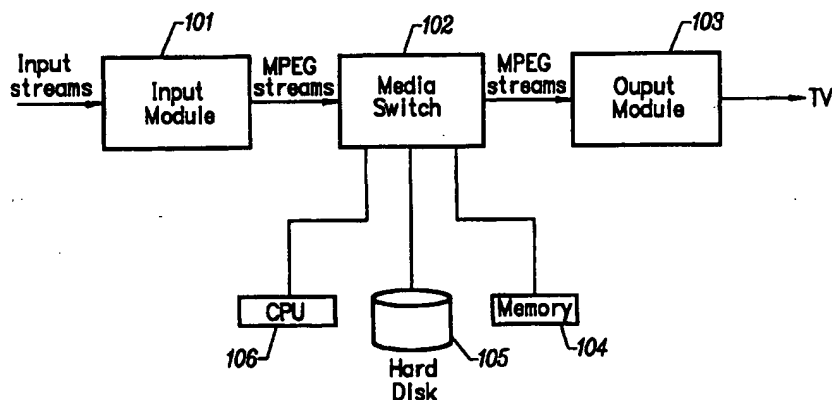 101
102
103
Input
streams
Input
Module
MPEG
streams
Media
Switch
MPEG
streams
Ouput
Module
TV
CPU
106
Hard
Disk
105
Memory
104